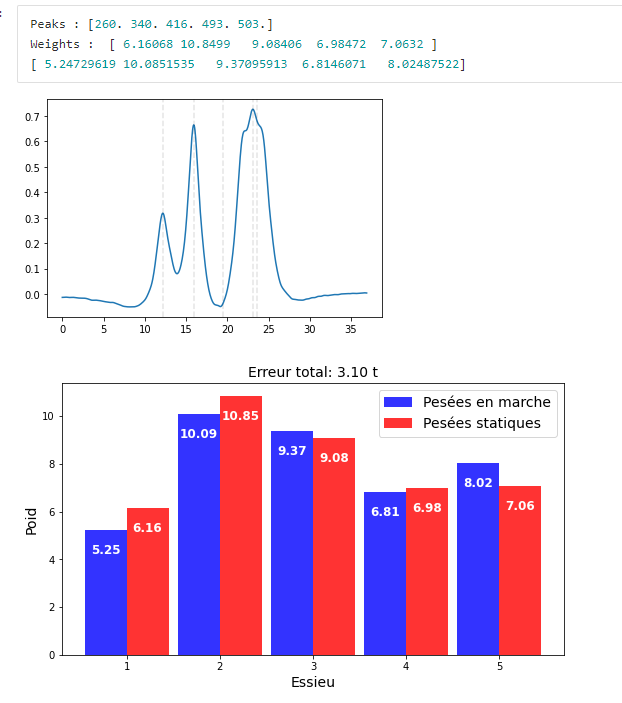 :
Peaks : [260. 340. 416. 493. 503.]
Weights :  [ 6.16068 10.8499   9.08406  6.98472  7.0632 ]
[ 5.24729619 10.0851535   9.37095913  6.8146071   8.02487522]
0.7
0.6
0.5
0.4
0.3
0.2
0.1
0.0
0 5 10 15 20 25 30 35
Erreur total: 3.10 t
Pesées en marche
Pesées statiques
10
8
6
4
2
0
Poid
5.25 6.16 10.09 10.85 9.37 9.08 6.81 6.98 8.02 7.06
1 2 3 4 5
Essieu